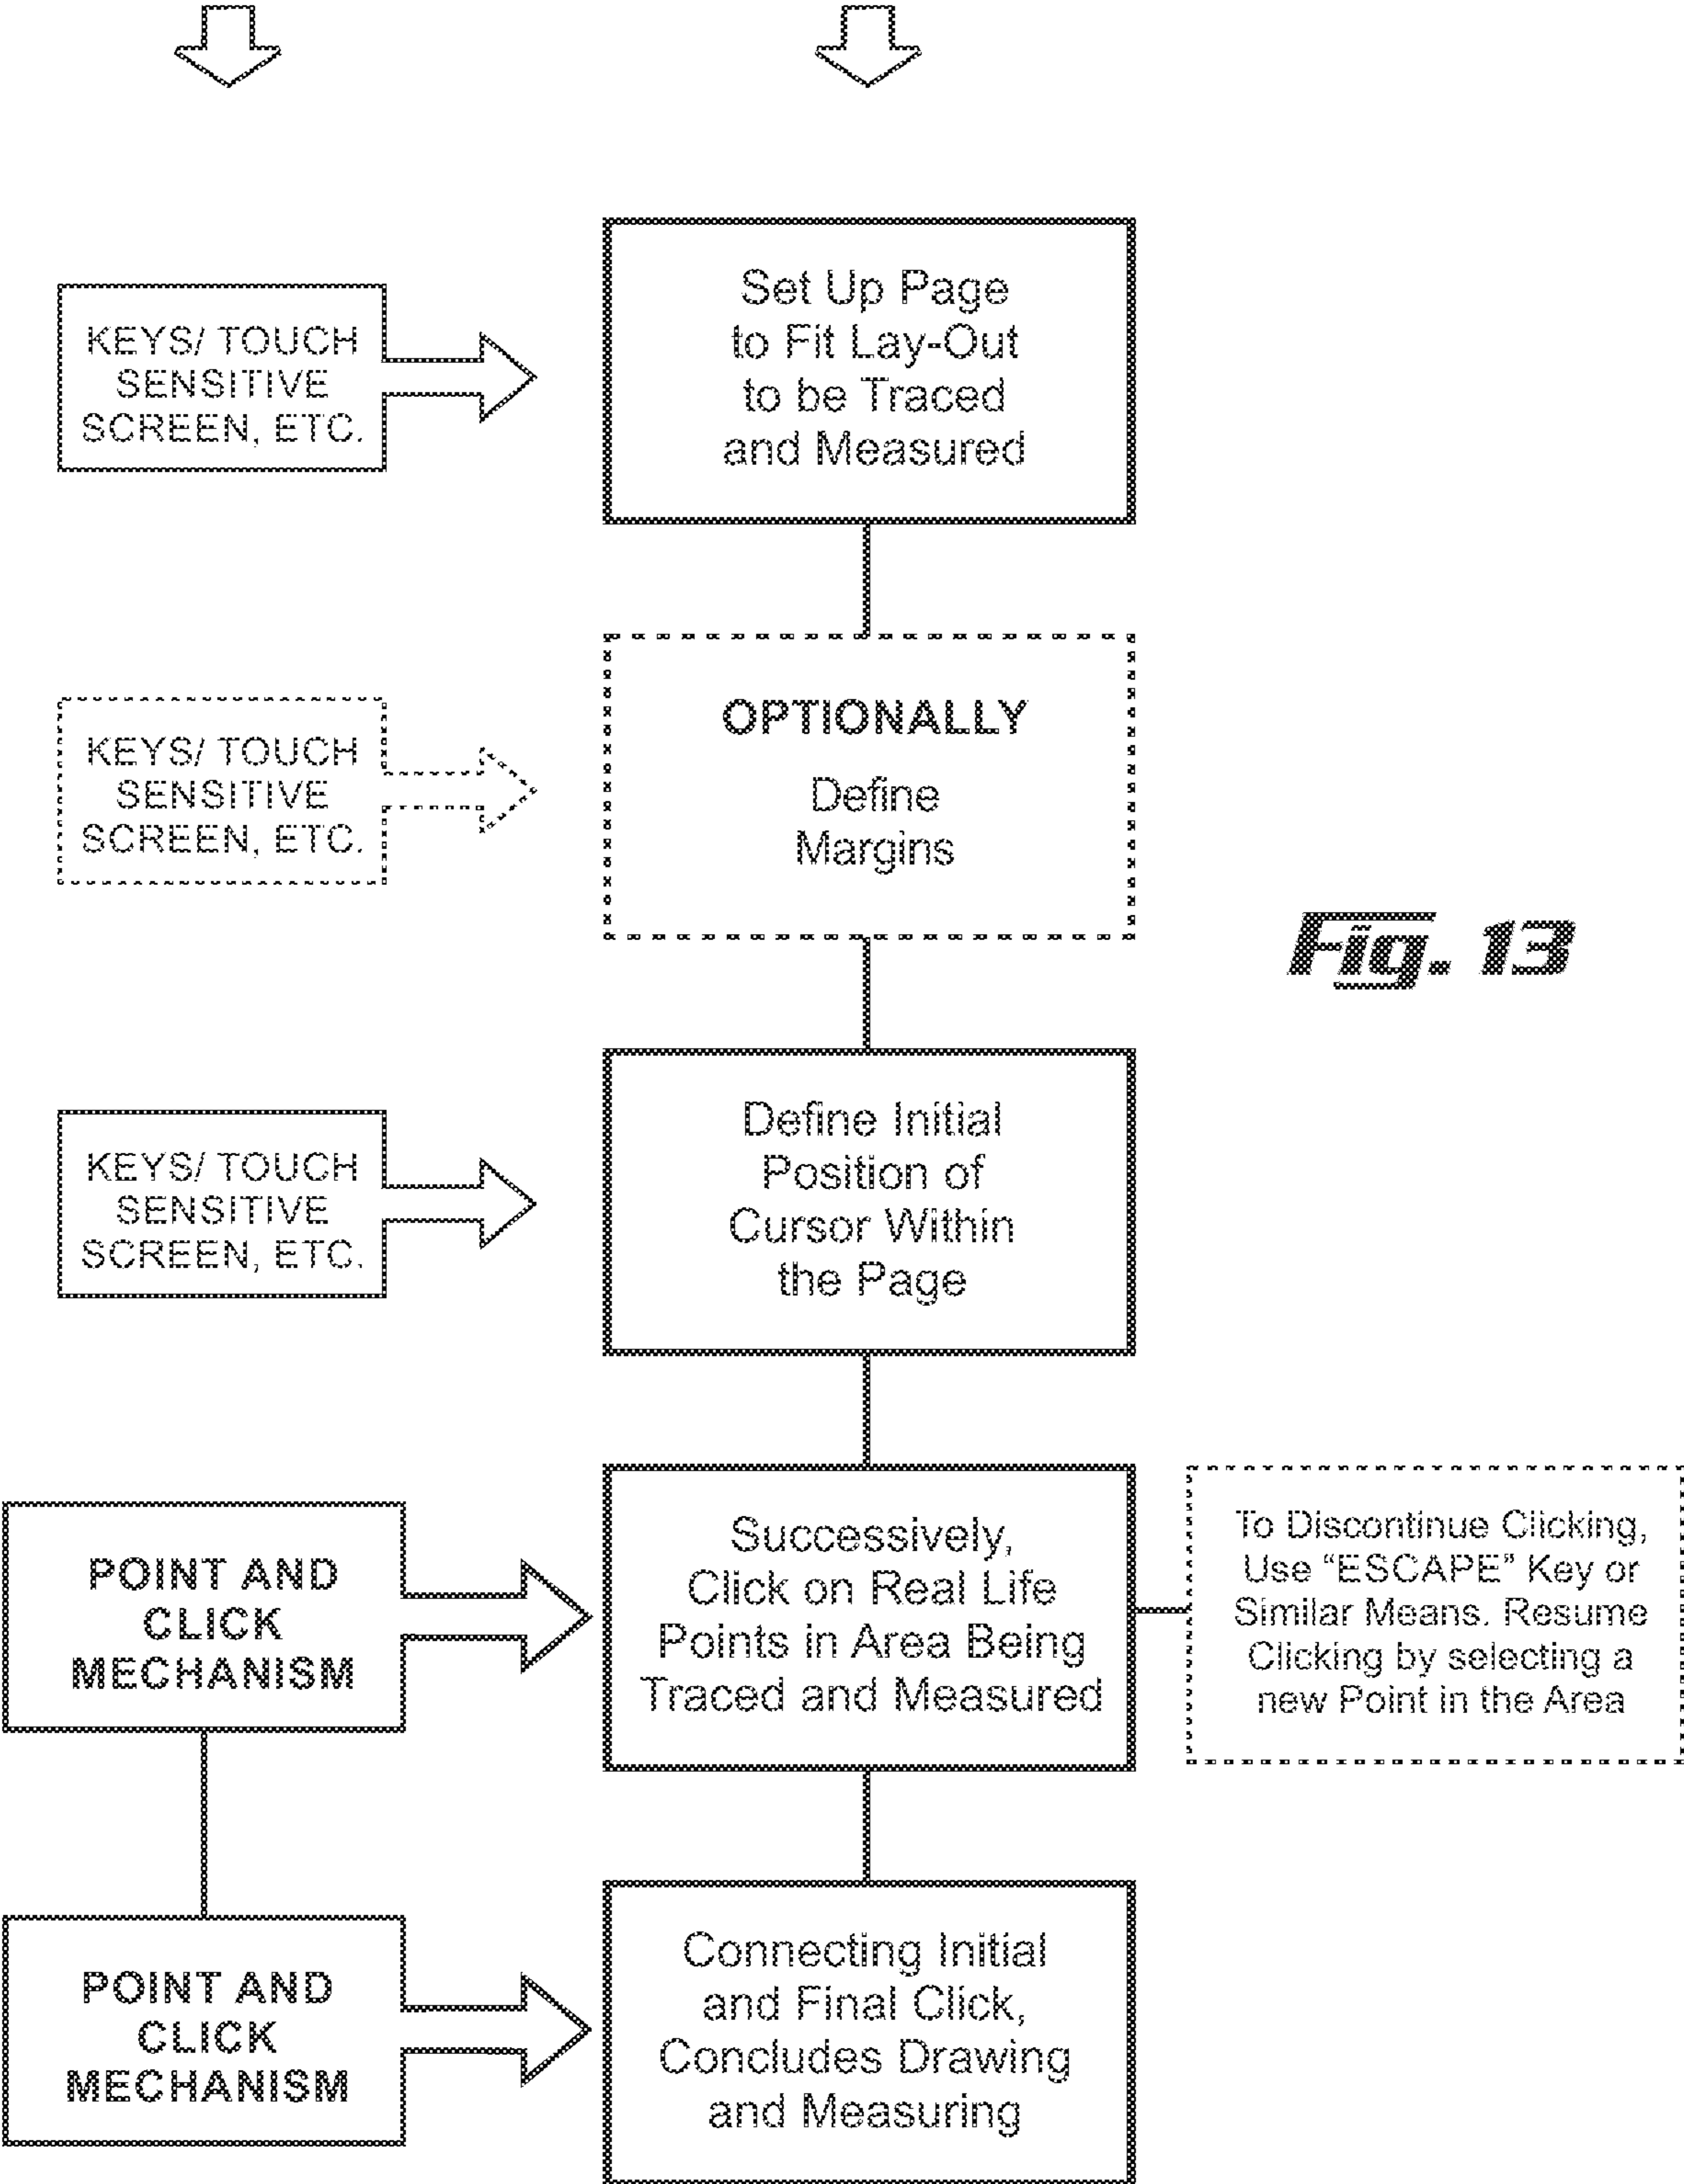 KEYS/ TOUCH
SENSITIVE
SCREEN, ETC.
Set Up Page
to Fit Lay-Out
to be Traced
and Measured
KEYS/ TOUCH
SENSITIVE
SCREEN, ETC.
OPTIONALLY
Define
Margins
Fig. 13
KEYS/ TOUCH
SENSITIVE
SCREEN, ETC.
Define Initial
Position of
Cursor Within
the Page
POINT AND
CLICK
MECHANISM
Successively,
Click on Real Life
Points in Area Being
Traced and Measured
To Discontinue Clicking,
Use “ESCAPE” Key or
Similar Means. Resume
Clicking by selecting a
new Point in the Area
POINT AND
CLICK
MECHANISM
Connecting Initial
and Final Click,
Concludes Drawing
and Measuring